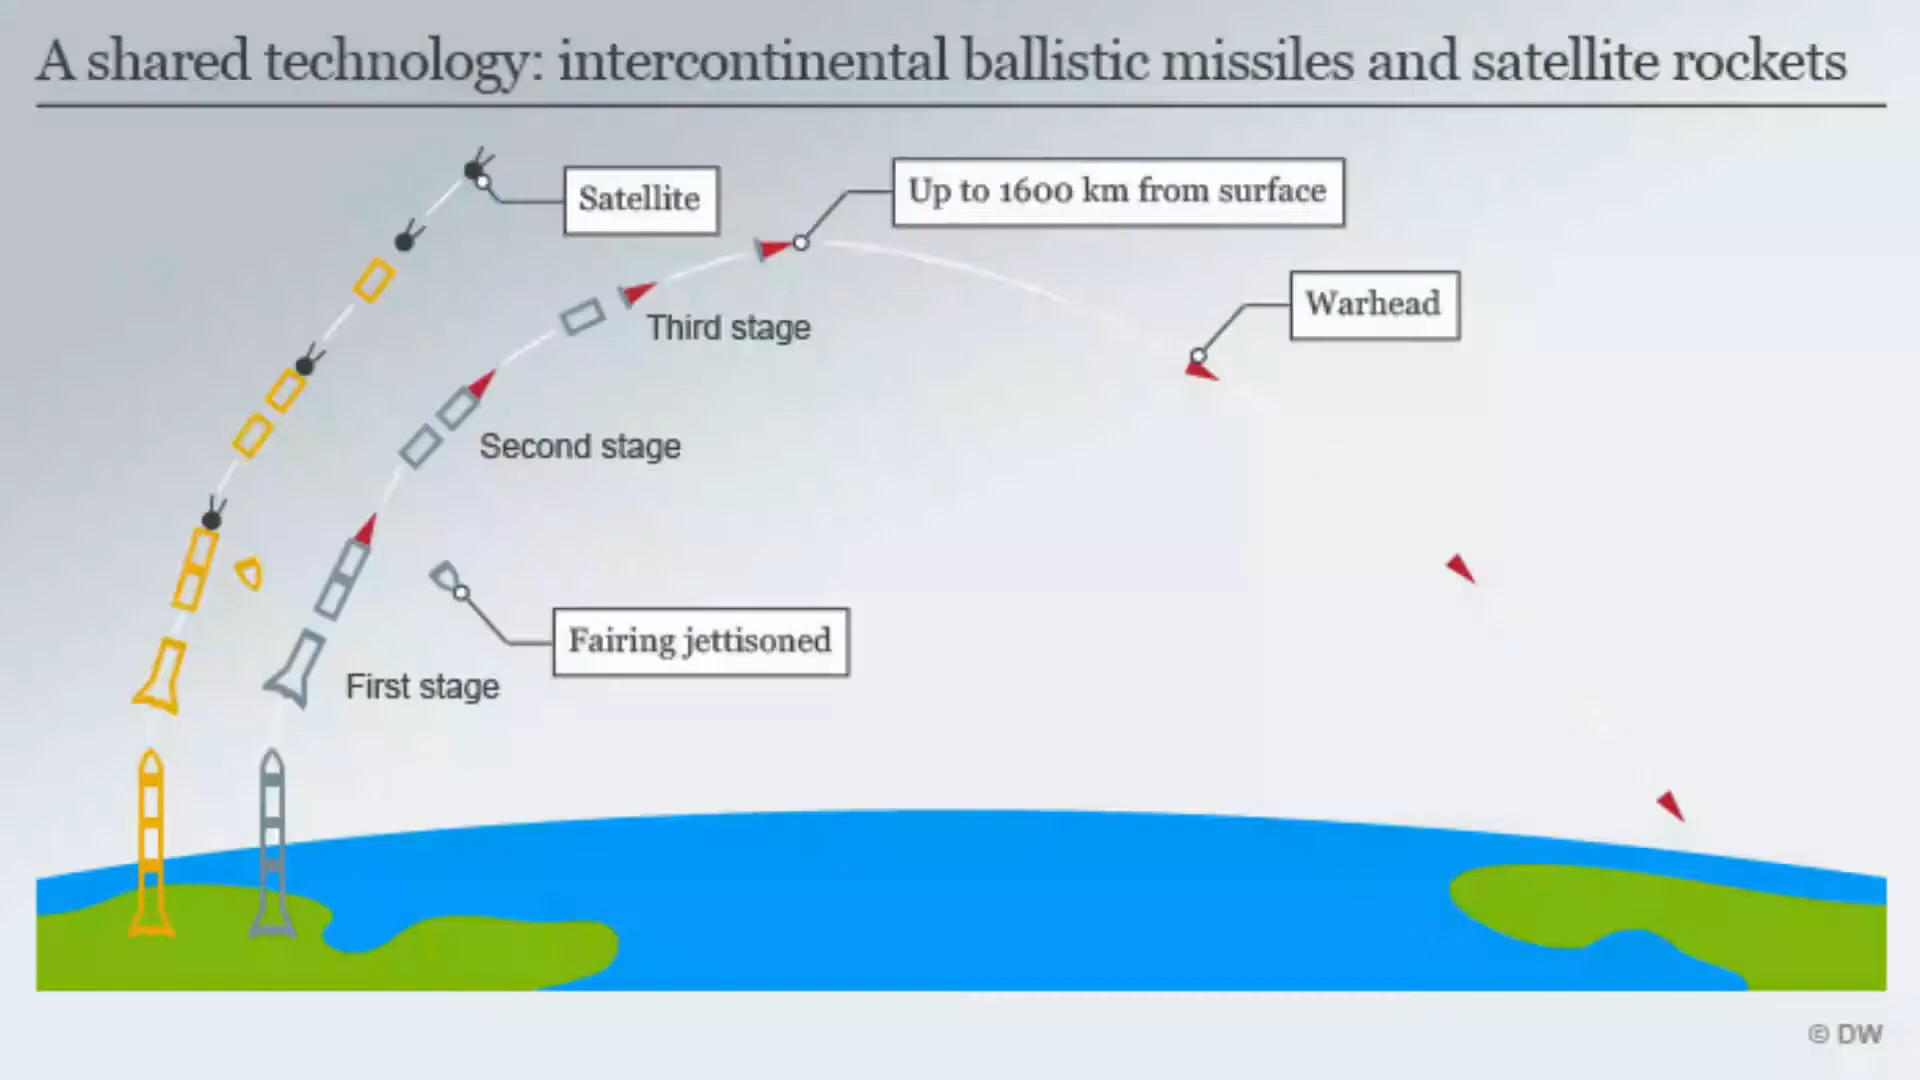 A shared technology: intercontinental ballistic missiles and satellite rockets
Satellite
Up to 1600 km from surface
Warhead
Third stage
Second stage
Fairing jettisoned
First stage
© DW